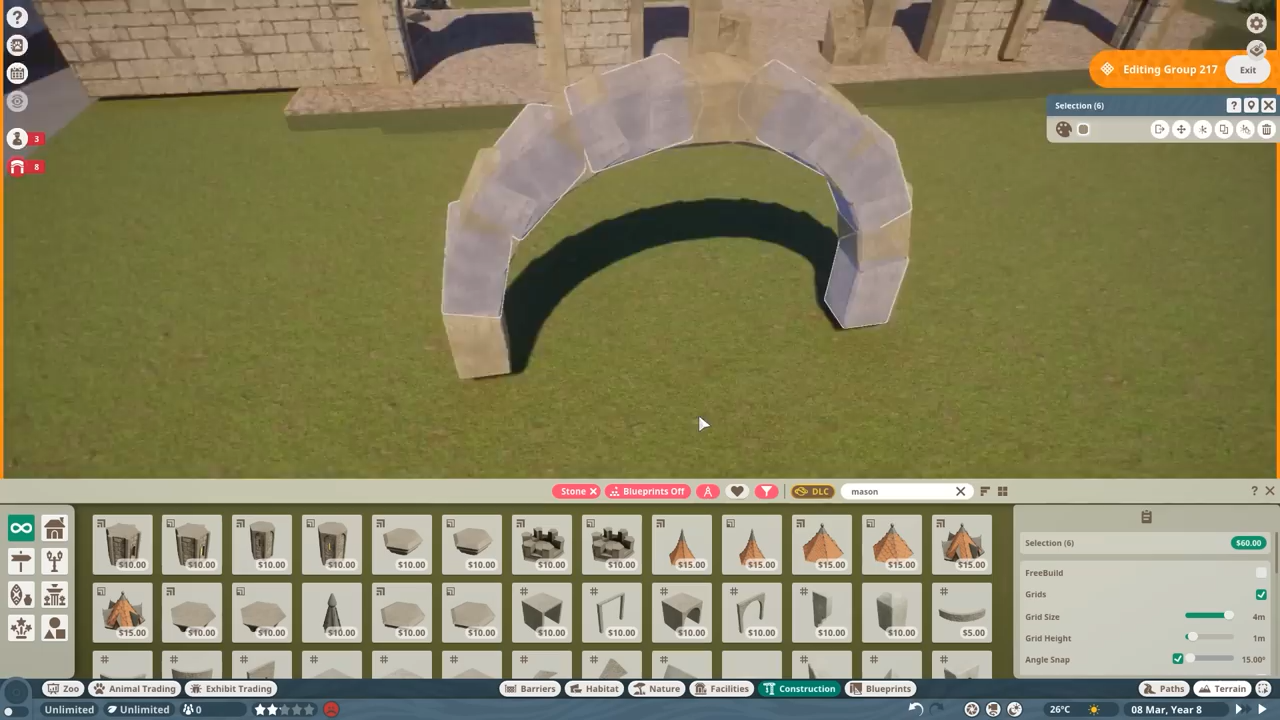 ?
Editing Group 217 Exit
Selection (6) ?
3
8
Stone Blueprints Off DLC mason
?
$10.00 $10.00 $10.00 $10.00 $10.00 $10.00 $10.00 $10.00 $15.00 $15.00 $15.00 $15.00 $15.00
$15.00 $10.00 $10.00 $10.00 $10.00 $10.00 $10.00 $10.00 $10.00 $10.00 $10.00 $10.00 $5.00
Selection (6) $60.00
FreeBuild
Grids
Grid Size 4m
Grid Height 1m
Angle Snap 15.00°
Zoo Animal Trading Exhibit Trading Barriers Habitat Nature Facilities Construction Blueprints Paths Terrain
Unlimited Unlimited 0 26°C 08 Mar, Year 8